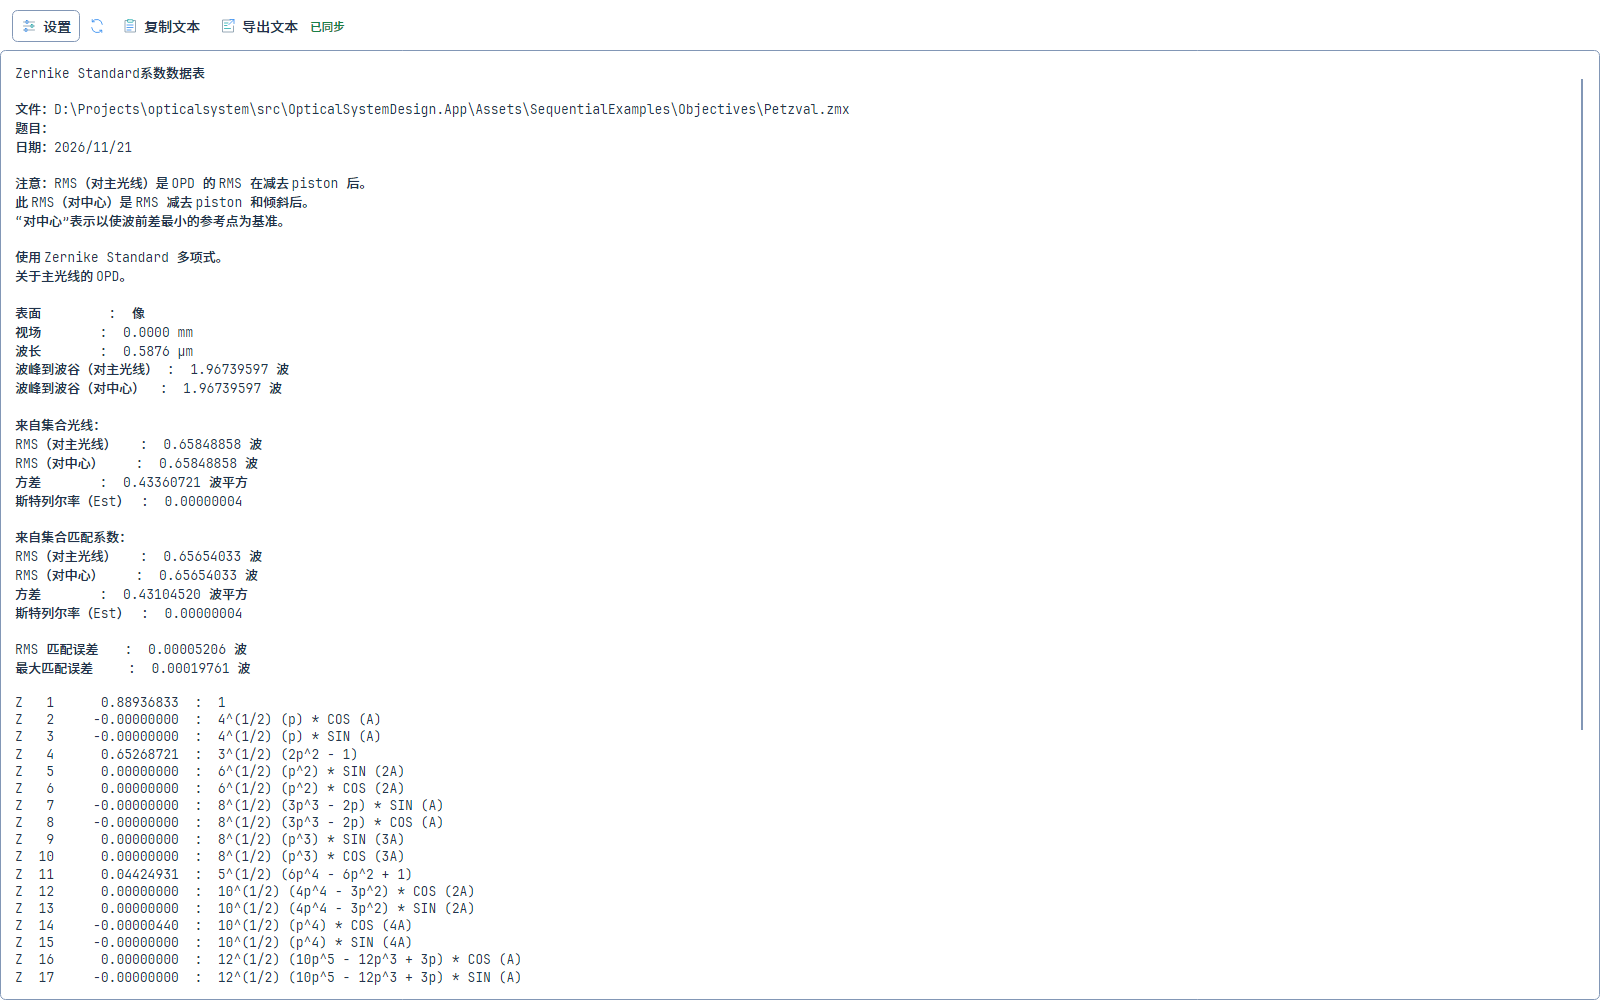 设置 复制文本 导出文本 已同步
Zernike Standard系数数据表
文件: D:\Projects\opticalsystem\src\OpticalSystemDesign.App\Assets\SequentialExamples\Objectives\Petzval.zmx
题目:
日期: 2026/11/21
注意: RMS（对主光线）是 OPD 的 RMS 在减去 piston 后。
此 RMS（对中心）是 RMS 减去 piston 和倾斜后。
“对中心”表示以使波前差最小的参考点为基准。
使用 Zernike Standard 多项式。
关于主光线的 OPD。
表面 : 像
视场 : 0.0000 mm
波长 : 0.5876 µm
波峰到波谷（对主光线） : 1.96739597 波
波峰到波谷（对中心） : 1.96739597 波
来自集合光线:
RMS（对主光线） : 0.65848858 波
RMS（对中心） : 0.65848858 波
方差 : 0.43360721 波平方
斯特列尔率（Est） : 0.00000004
来自集合匹配系数:
RMS（对主光线） : 0.65654033 波
RMS（对中心） : 0.65654033 波
方差 : 0.43104520 波平方
斯特列尔率（Est） : 0.00000004
RMS 匹配误差 : 0.00005206 波
最大匹配误差 : 0.00019761 波
Z 1 0.88936833 : 1
Z 2 -0.00000000 : 4^(1/2) (p) * COS (A)
Z 3 -0.00000000 : 4^(1/2) (p) * SIN (A)
Z 4 0.65268721 : 3^(1/2) (2p^2 - 1)
Z 5 0.00000000 : 6^(1/2) (p^2) * SIN (2A)
Z 6 0.00000000 : 6^(1/2) (p^2) * COS (2A)
Z 7 -0.00000000 : 8^(1/2) (3p^3 - 2p) * SIN (A)
Z 8 -0.00000000 : 8^(1/2) (3p^3 - 2p) * COS (A)
Z 9 0.00000000 : 8^(1/2) (p^3) * SIN (3A)
Z 10 0.00000000 : 8^(1/2) (p^3) * COS (3A)
Z 11 0.04424931 : 5^(1/2) (6p^4 - 6p^2 + 1)
Z 12 0.00000000 : 10^(1/2) (4p^4 - 3p^2) * COS (2A)
Z 13 0.00000000 : 10^(1/2) (4p^4 - 3p^2) * SIN (2A)
Z 14 -0.00000440 : 10^(1/2) (p^4) * COS (4A)
Z 15 -0.00000000 : 10^(1/2) (p^4) * SIN (4A)
Z 16 0.00000000 : 12^(1/2) (10p^5 - 12p^3 + 3p) * COS (A)
Z 17 -0.00000000 : 12^(1/2) (10p^5 - 12p^3 + 3p) * SIN (A)